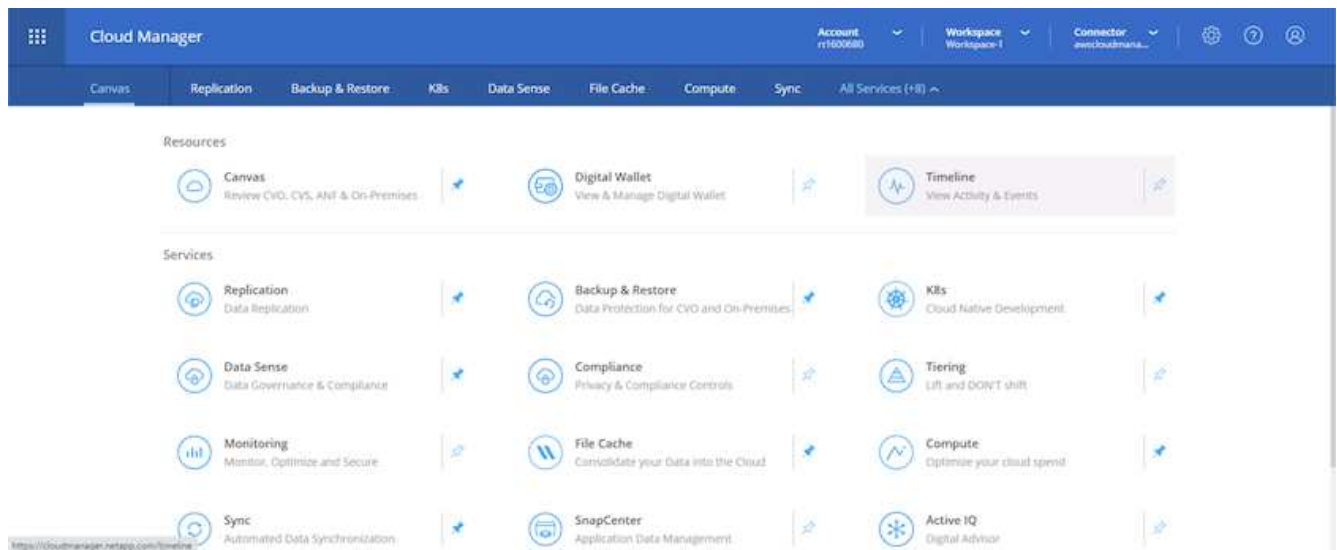 Cloud Manager
Account
rr1600680
Workspace
Workspace-1
Connector
awscloudmana...
Canvas
Replication
Backup & Restore
K8s
Data Sense
File Cache
Compute
Sync
All Services (+8)
Resources
Canvas
Review CVO, CVS, ANF & On-Premises
Digital Wallet
View & Manage Digital Wallet
Timeline
View Activity & Events
Services
Replication
Data Replication
Backup & Restore
Data Protection for CVO and On-Premises
K8s
Cloud Native Development
Data Sense
Data Governance & Compliance
Compliance
Privacy & Compliance Controls
Tiering
Lift and DON'T shift
Monitoring
Monitor, Optimize and Secure
File Cache
Consolidate your Data into the Cloud
Compute
Optimize your cloud spend
Sync
Automated Data Synchronization
SnapCenter
Application Data Management
Active IQ
Digital Advisor
https://cloudmanager.netapp.com/timeline